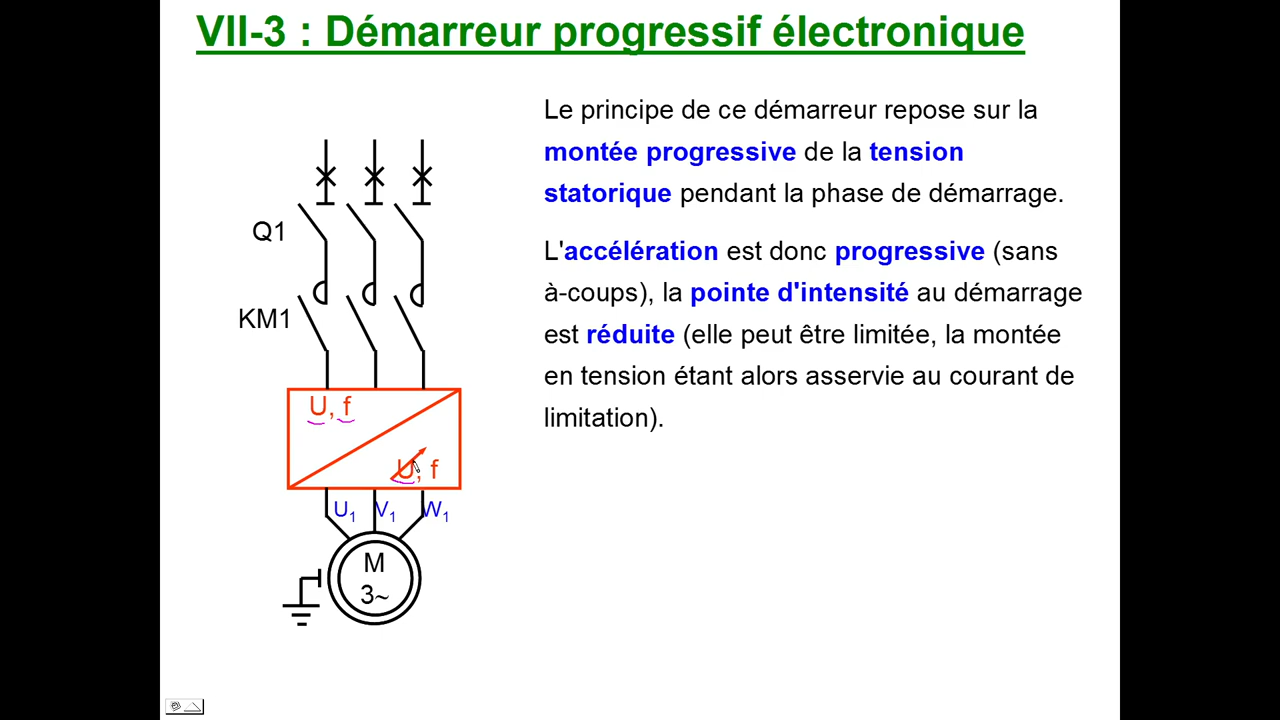 VII-3 : Démarreur progressif électronique
Le principe de ce démarreur repose sur la
montée progressive de la tension
statorique pendant la phase de démarrage.
L'accélération est donc progressive (sans
à-coups), la pointe d'intensité au démarrage
est réduite (elle peut être limitée, la montée
en tension étant alors asservie au courant de
limitation).
Q1
KM1
U, f
U, f
U1 V1 W1
M
3~